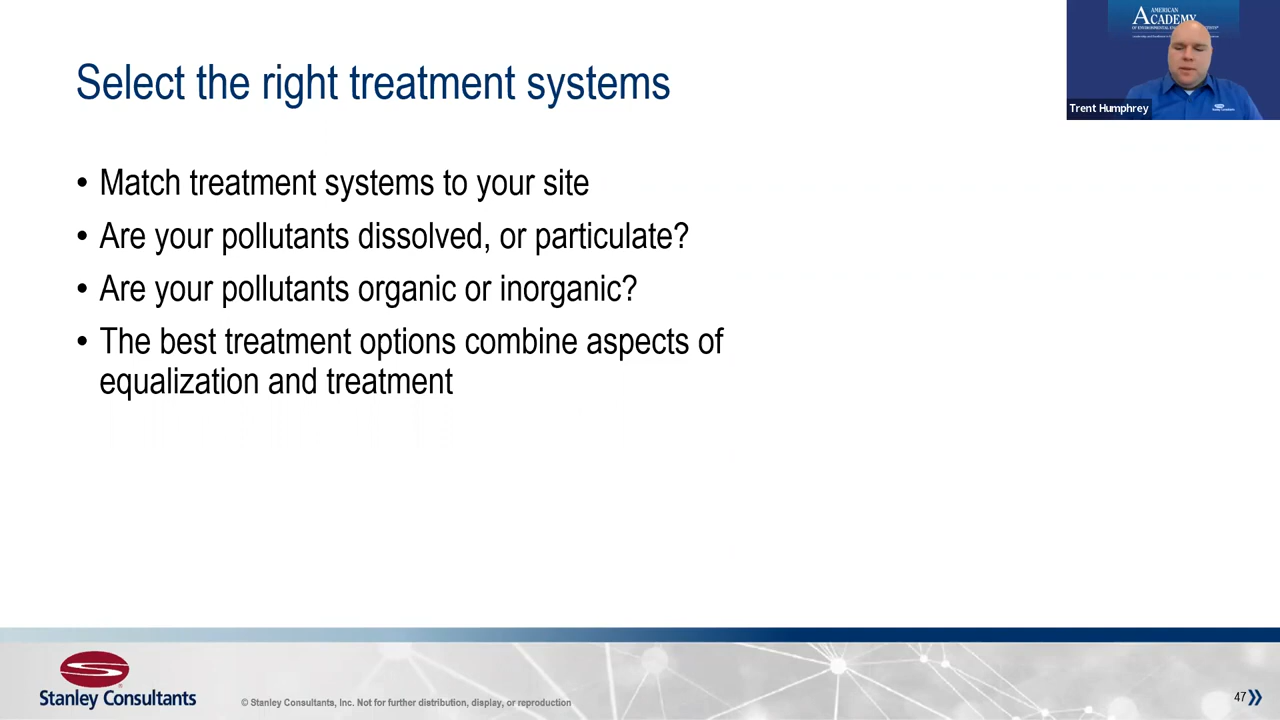 Select the right treatment systems
AMERICAN
ACADEMY
Trent Humphrey
Stanley Consultants
• Match treatment systems to your site
• Are your pollutants dissolved, or particulate?
• Are your pollutants organic or inorganic?
• The best treatment options combine aspects of
equalization and treatment
Stanley Consultants
© Stanley Consultants, Inc. Not for further distribution, display, or reproduction
47